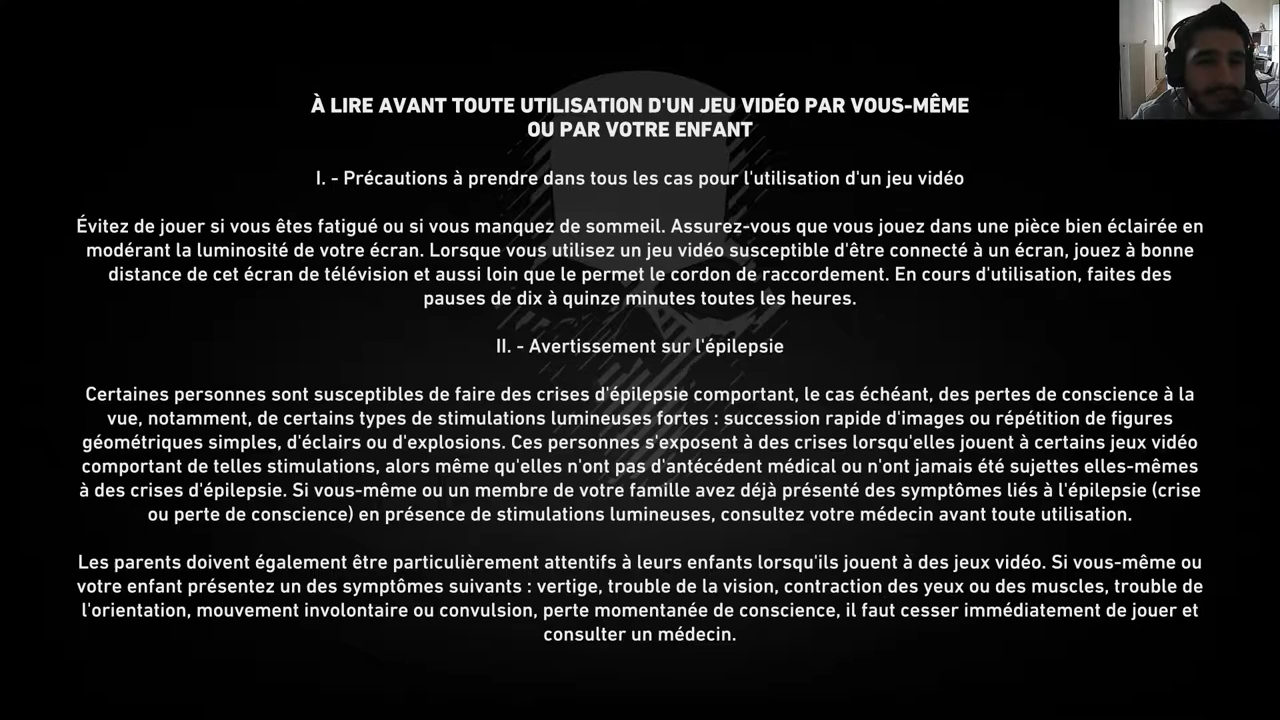 À LIRE AVANT TOUTE UTILISATION D'UN JEU VIDÉO PAR VOUS-MÊME
OU PAR VOTRE ENFANT
I. - Précautions à prendre dans tous les cas pour l'utilisation d'un jeu vidéo
Évitez de jouer si vous êtes fatigué ou si vous manquez de sommeil. Assurez-vous que vous jouez dans une pièce bien éclairée en
modérant la luminosité de votre écran. Lorsque vous utilisez un jeu vidéo susceptible d'être connecté à un écran, jouez à bonne
distance de cet écran de télévision et aussi loin que le permet le cordon de raccordement. En cours d'utilisation, faites des
pauses de dix à quinze minutes toutes les heures.
II. - Avertissement sur l'épilepsie
Certaines personnes sont susceptibles de faire des crises d'épilepsie comportant, le cas échéant, des pertes de conscience à la
vue, notamment, de certains types de stimulations lumineuses fortes : succession rapide d'images ou répétition de figures
géométriques simples, d'éclairs ou d'explosions. Ces personnes s'exposent à des crises lorsqu'elles jouent à certains jeux vidéo
comportant de telles stimulations, alors même qu'elles n'ont pas d'antécédent médical ou n'ont jamais été sujettes elles-mêmes
à des crises d'épilepsie. Si vous-même ou un membre de votre famille avez déjà présenté des symptômes liés à l'épilepsie (crise
ou perte de conscience) en présence de stimulations lumineuses, consultez votre médecin avant toute utilisation.
Les parents doivent également être particulièrement attentifs à leurs enfants lorsqu'ils jouent à des jeux vidéo. Si vous-même ou
votre enfant présentez un des symptômes suivants : vertige, trouble de la vision, contraction des yeux ou des muscles, trouble de
l'orientation, mouvement involontaire ou convulsion, perte momentanée de conscience, il faut cesser immédiatement de jouer et
consulter un médecin.